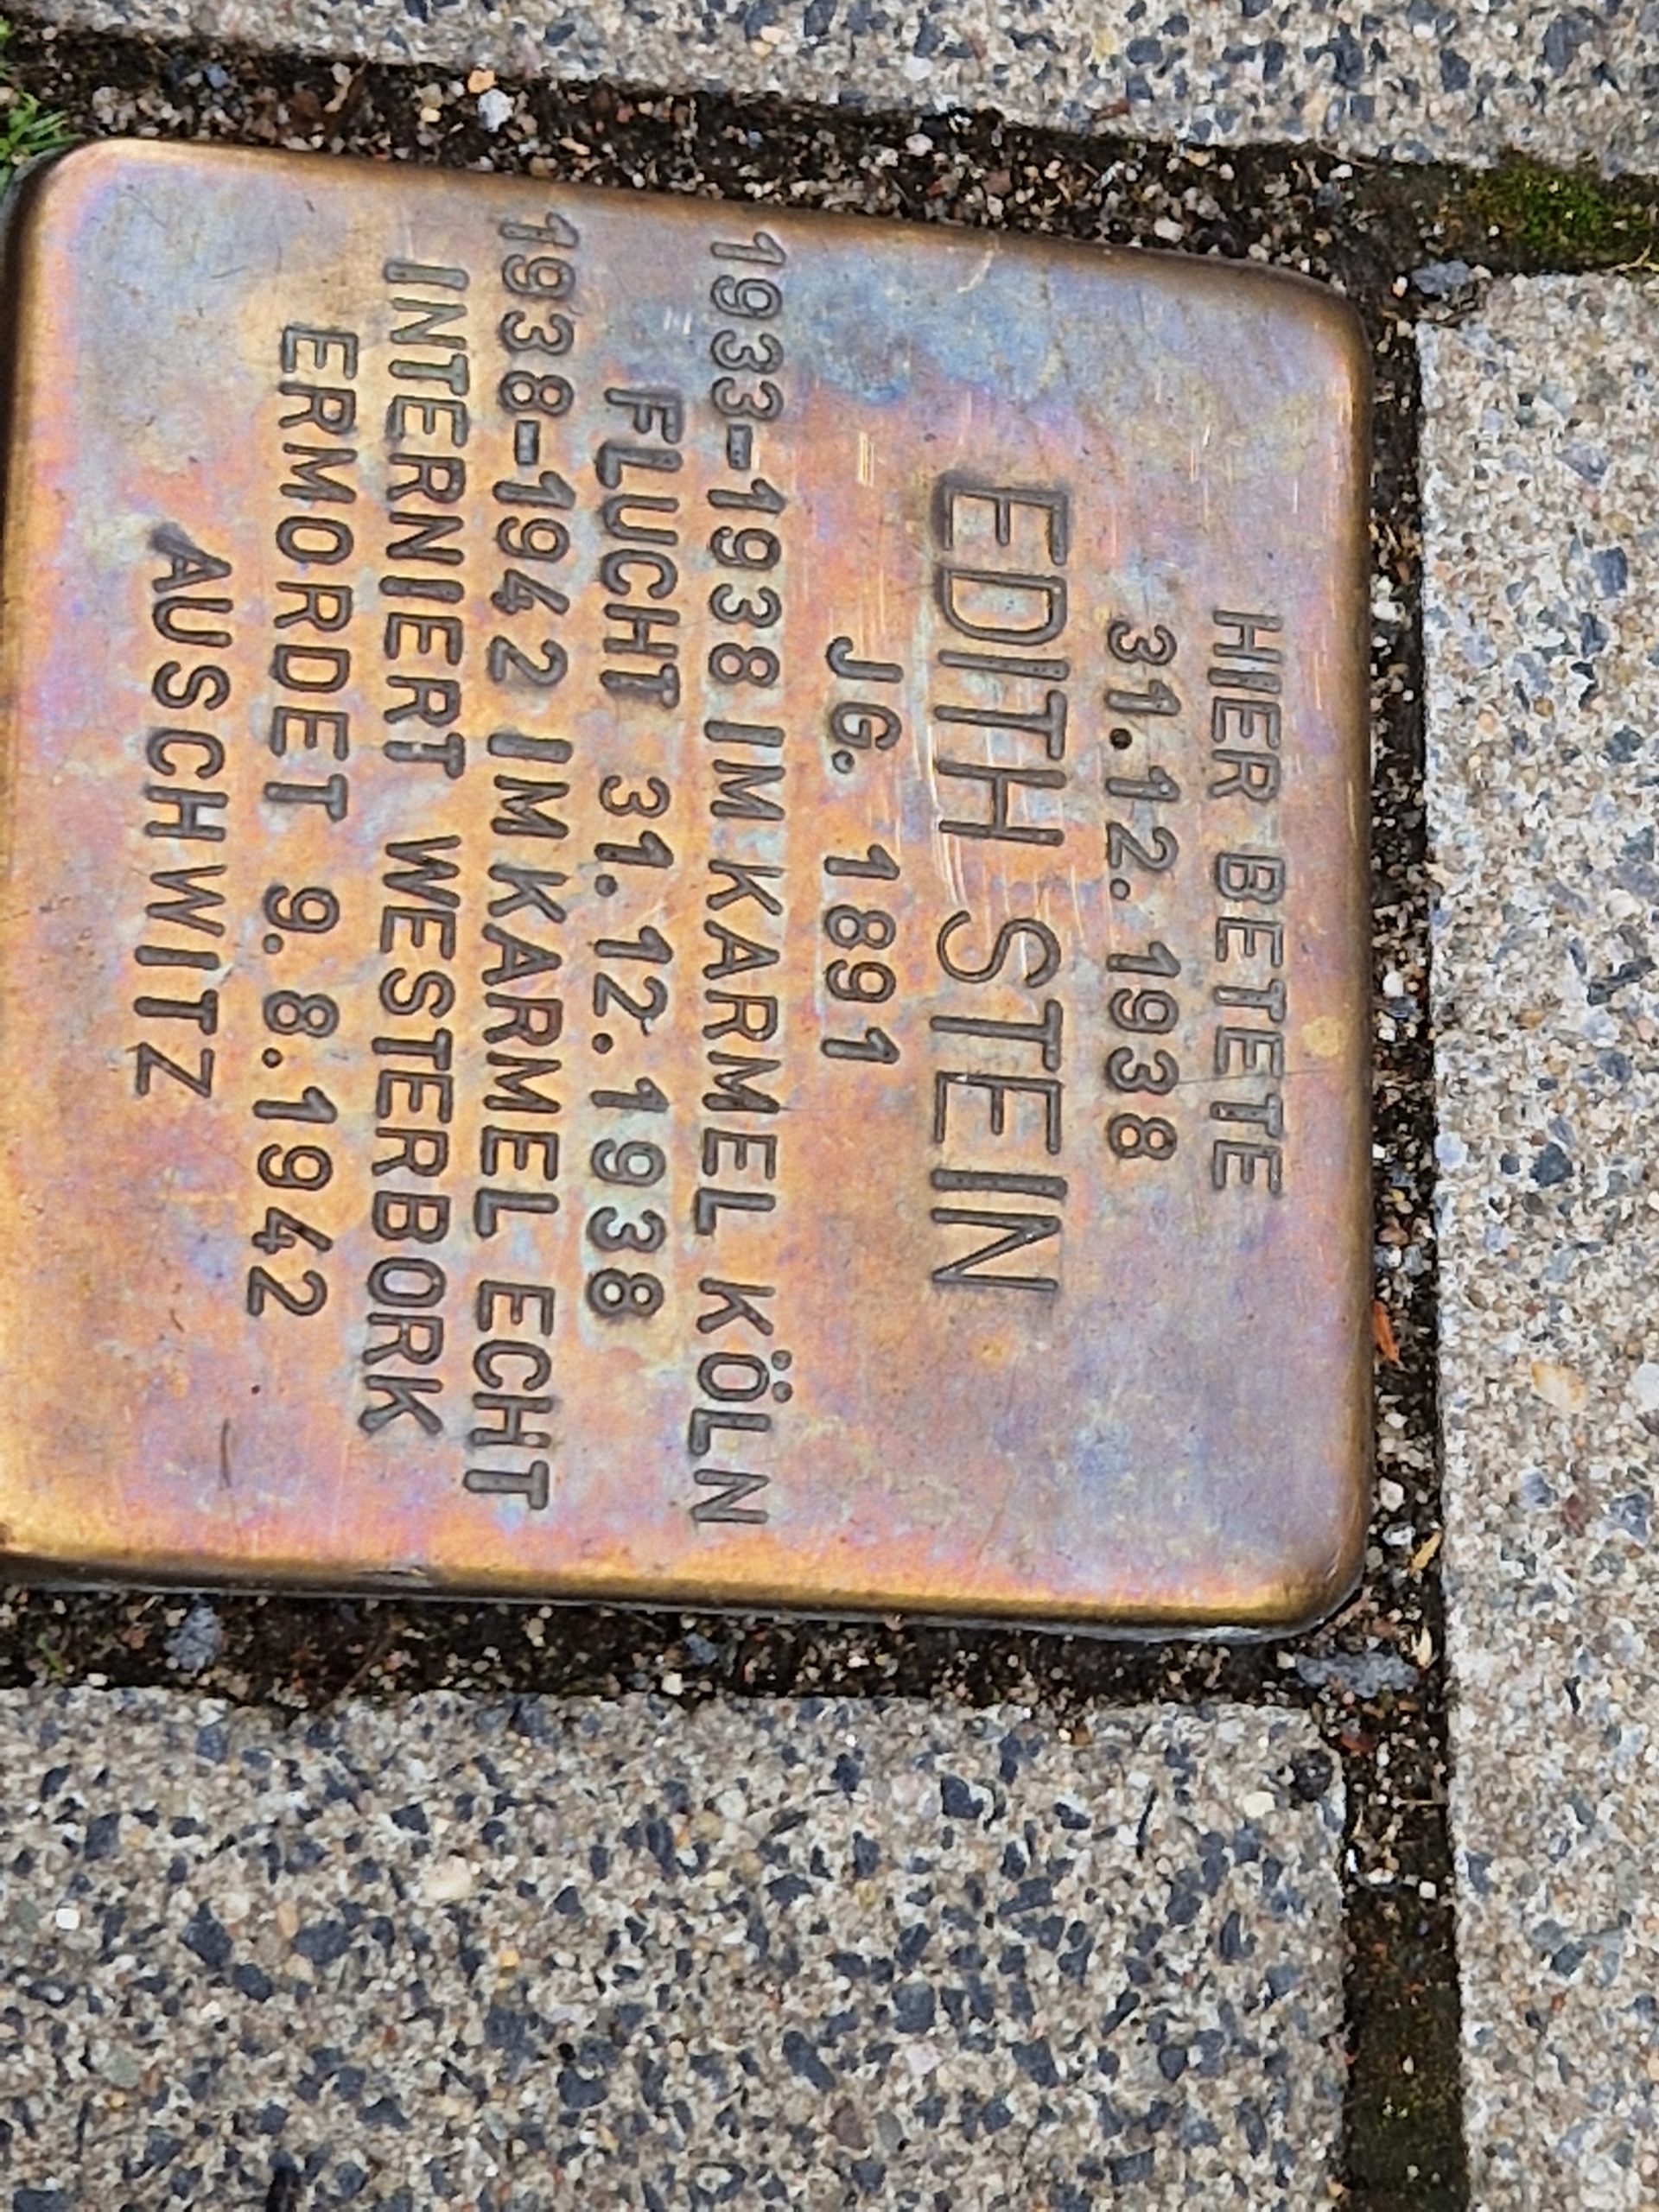 HIER BETETE
31.12.1938
EDITH STEIN
JG. 1891
1933-1938 IM KARMEL KÖLN
FLUCHT 31.12.1938
1938-1942 IM KARMEL ECHT
INTERNIERT WESTERBORK
ERMORDET 9.8.1942
AUSCHWITZ